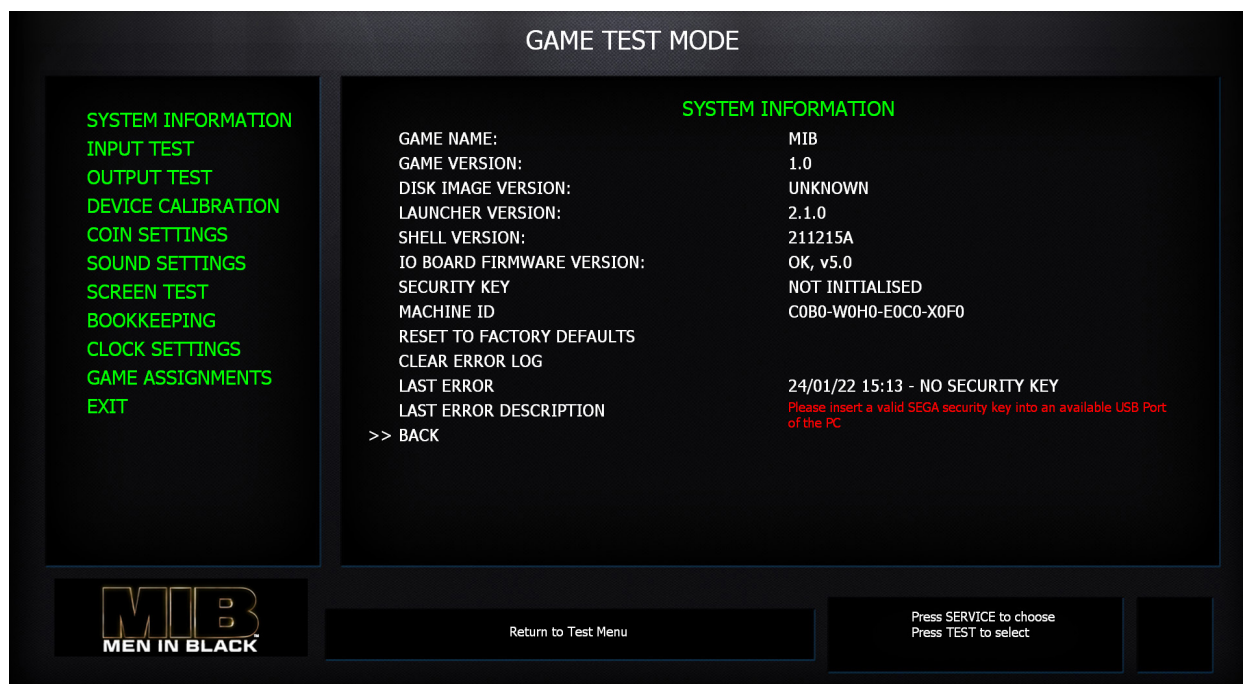 GAME TEST MODE
SYSTEM INFORMATION
INPUT TEST
OUTPUT TEST
DEVICE CALIBRATION
COIN SETTINGS
SOUND SETTINGS
SCREEN TEST
BOOKKEEPING
CLOCK SETTINGS
GAME ASSIGNMENTS
EXIT
SYSTEM INFORMATION
GAME NAME: MIB
GAME VERSION: 1.0
DISK IMAGE VERSION: UNKNOWN
LAUNCHER VERSION: 2.1.0
SHELL VERSION: 211215A
IO BOARD FIRMWARE VERSION: OK, v5.0
SECURITY KEY NOT INITIALISED
MACHINE ID C0B0-W0H0-E0C0-X0F0
RESET TO FACTORY DEFAULTS
CLEAR ERROR LOG
LAST ERROR 24/01/22 15:13 - NO SECURITY KEY
LAST ERROR DESCRIPTION Please insert a valid SEGA security key into an available USB Port
of the PC
>> BACK
MIB
MEN IN BLACK
Return to Test Menu
Press SERVICE to choose
Press TEST to select